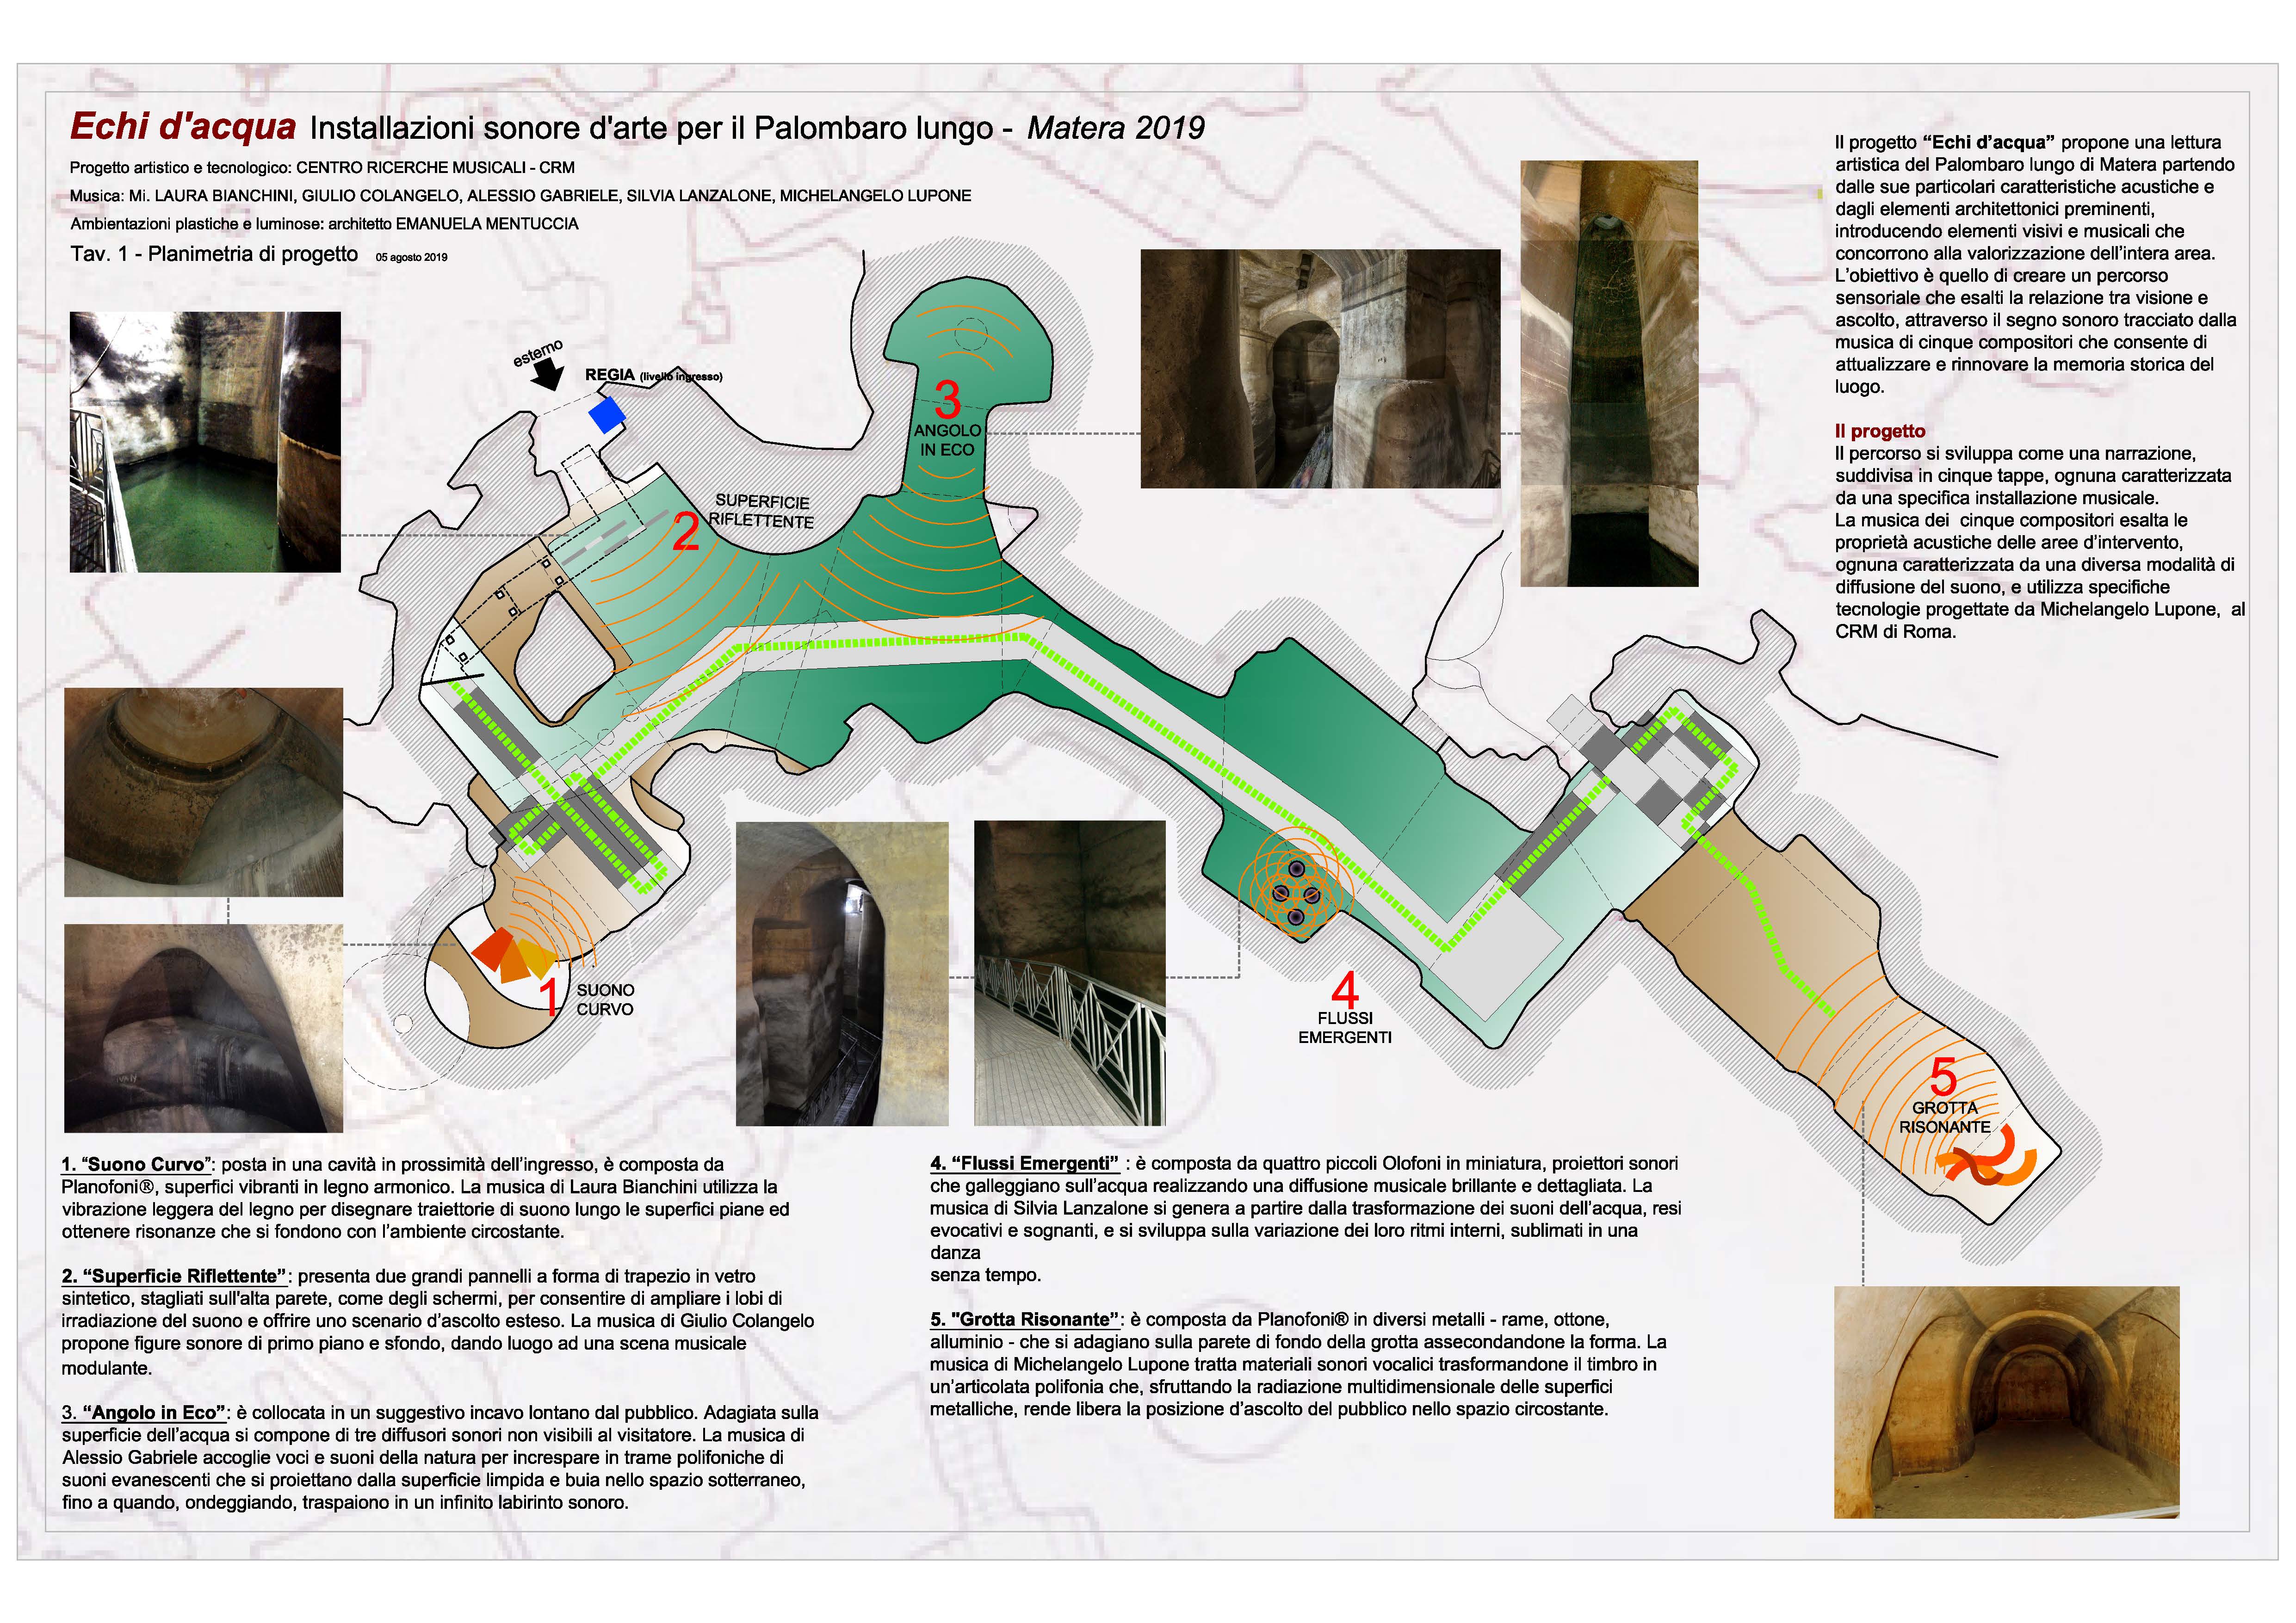 Echi d'acqua Installazioni sonore d'arte per il Palombaro lungo - Matera 2019
Progetto artistico e tecnologico: CENTRO RICERCHE MUSICALI - CRM
Musica: Mi. LAURA BIANCHINI, GIULIO COLANGELO, ALESSIO GABRIELE, SILVIA LANZALONE, MICHELANGELO LUPONE
Ambientazioni plastiche e luminose: architetto EMANUELA MENTUCCIA
Tav. 1 - Planimetria di progetto 05 agosto 2019
Il progetto “Echi d’acqua” propone una lettura
artistica del Palombaro lungo di Matera partendo
dalle sue particolari caratteristiche acustiche e
dagli elementi architettonici preminenti,
introducendo elementi visivi e musicali che
concorrono alla valorizzazione dell’intera area.
L’obiettivo è quello di creare un percorso
sensoriale che esalti la relazione tra visione e
ascolto, attraverso il segno sonoro tracciato dalla
musica di cinque compositori che consente di
attualizzare e rinnovare la memoria storica del
luogo.
Il progetto
Il percorso si sviluppa come una narrazione,
suddivisa in cinque tappe, ognuna caratterizzata
da una specifica installazione musicale.
La musica dei cinque compositori esalta le
proprietà acustiche delle aree d’intervento,
ognuna caratterizzata da una diversa modalità di
diffusione del suono, e utilizza specifiche
tecnologie progettate da Michelangelo Lupone, al
CRM di Roma.
esterno
REGIA (livello ingresso)
3
ANGOLO
IN ECO
2
SUPERFICIE
RIFLETTENTE
1
SUONO
CURVO
4
FLUSSI
EMERGENTI
5
GROTTA
RISONANTE
1. “Suono Curvo”: posta in una cavità in prossimità dell’ingresso, è composta da
Planofoni®, superfici vibranti in legno armonico. La musica di Laura Bianchini utilizza la
vibrazione leggera del legno per disegnare traiettorie di suono lungo le superfici piane ed
ottenere risonanze che si fondono con l’ambiente circostante.
2. “Superficie Riflettente”: presenta due grandi pannelli a forma di trapezio in vetro
sintetico, stagliati sull'alta parete, come degli schermi, per consentire di ampliare i lobi di
irradiazione del suono e offrire uno scenario d’ascolto esteso. La musica di Giulio Colangelo
propone figure sonore di primo piano e sfondo, dando luogo ad una scena musicale
modulante.
3. “Angolo in Eco”: è collocata in un suggestivo incavo lontano dal pubblico. Adagiata sulla
superficie dell’acqua si compone di tre diffusori sonori non visibili al visitatore. La musica di
Alessio Gabriele accoglie voci e suoni della natura per increspare in trame polifoniche di
suoni evanescenti che si proiettano dalla superficie limpida e buia nello spazio sotterraneo,
fino a quando, ondeggiando, traspaiono in un infinito labirinto sonoro.
4. “Flussi Emergenti” : è composta da quattro piccoli Olofoni in miniatura, proiettori sonori
che galleggiano sull’acqua realizzando una diffusione musicale brillante e dettagliata. La
musica di Silvia Lanzalone si genera a partire dalla trasformazione dei suoni dell’acqua, resi
evocativi e sognanti, e si sviluppa sulla variazione dei loro ritmi interni, sublimati in una
danza
senza tempo.
5. "Grotta Risonante”: è composta da Planofoni® in diversi metalli - rame, ottone,
alluminio - che si adagiano sulla parete di fondo della grotta assecondandone la forma. La
musica di Michelangelo Lupone tratta materiali sonori vocalici trasformandone il timbro in
un’articolata polifonia che, sfruttando la radiazione multidimensionale delle superfici
metalliche, rende libera la posizione d’ascolto del pubblico nello spazio circostante.